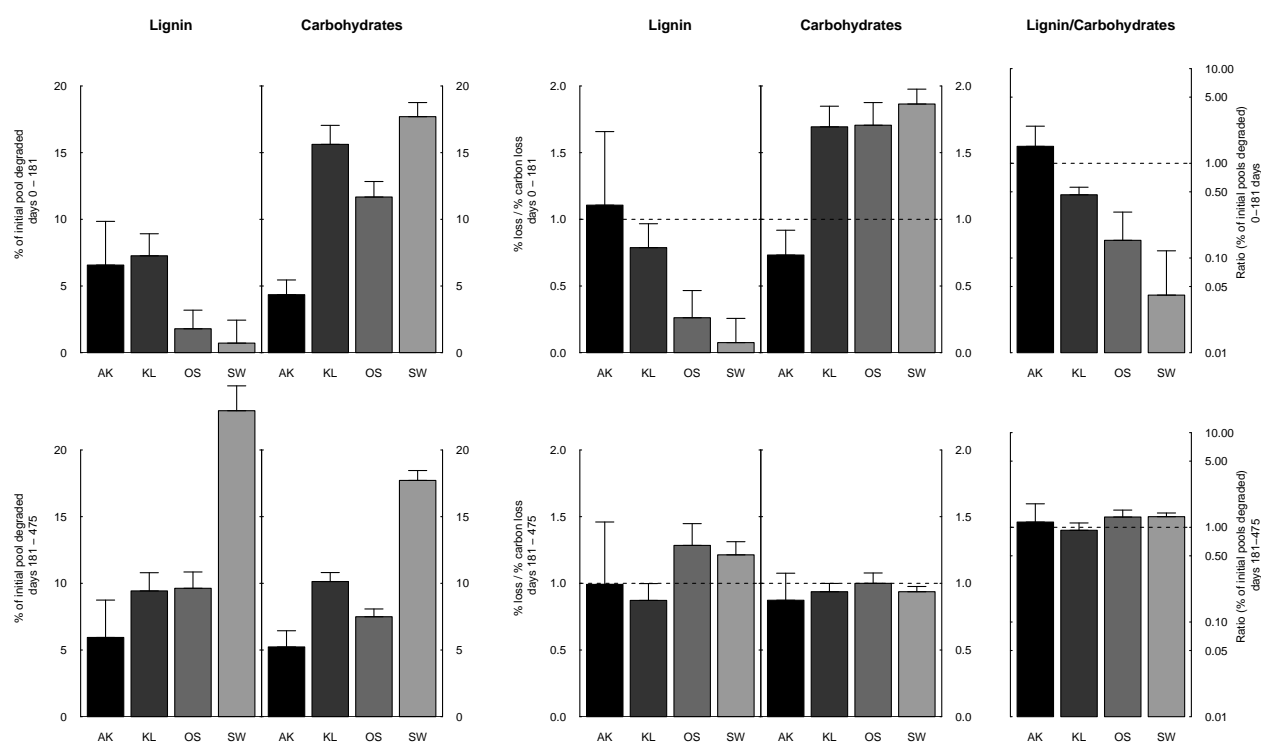 Lignin Carbohydrates Lignin Carbohydrates Lignin/Carbohydrates
% of initial pool degraded
days 0 – 181
0 5 10 15 20
0 5 10 15 20
AK KL OS SW AK KL OS SW
% loss / % carbon loss
days 0 – 181
0.0 0.5 1.0 1.5 2.0
0.0 0.5 1.0 1.5 2.0
AK KL OS SW AK KL OS SW
10.00
5.00
1.00
0.50
0.10
0.05
0.01
Ratio (% of initial pools degraded)
0–181 days
AK KL OS SW
% of initial pool degraded
days 181 – 475
0 5 10 15 20
0 5 10 15 20
AK KL OS SW AK KL OS SW
% loss / % carbon loss
days 181 – 475
0.0 0.5 1.0 1.5 2.0
0.0 0.5 1.0 1.5 2.0
AK KL OS SW AK KL OS SW
10.00
5.00
1.00
0.50
0.10
0.05
0.01
Ratio (% of initial pools degraded)
days 181–475
AK KL OS SW